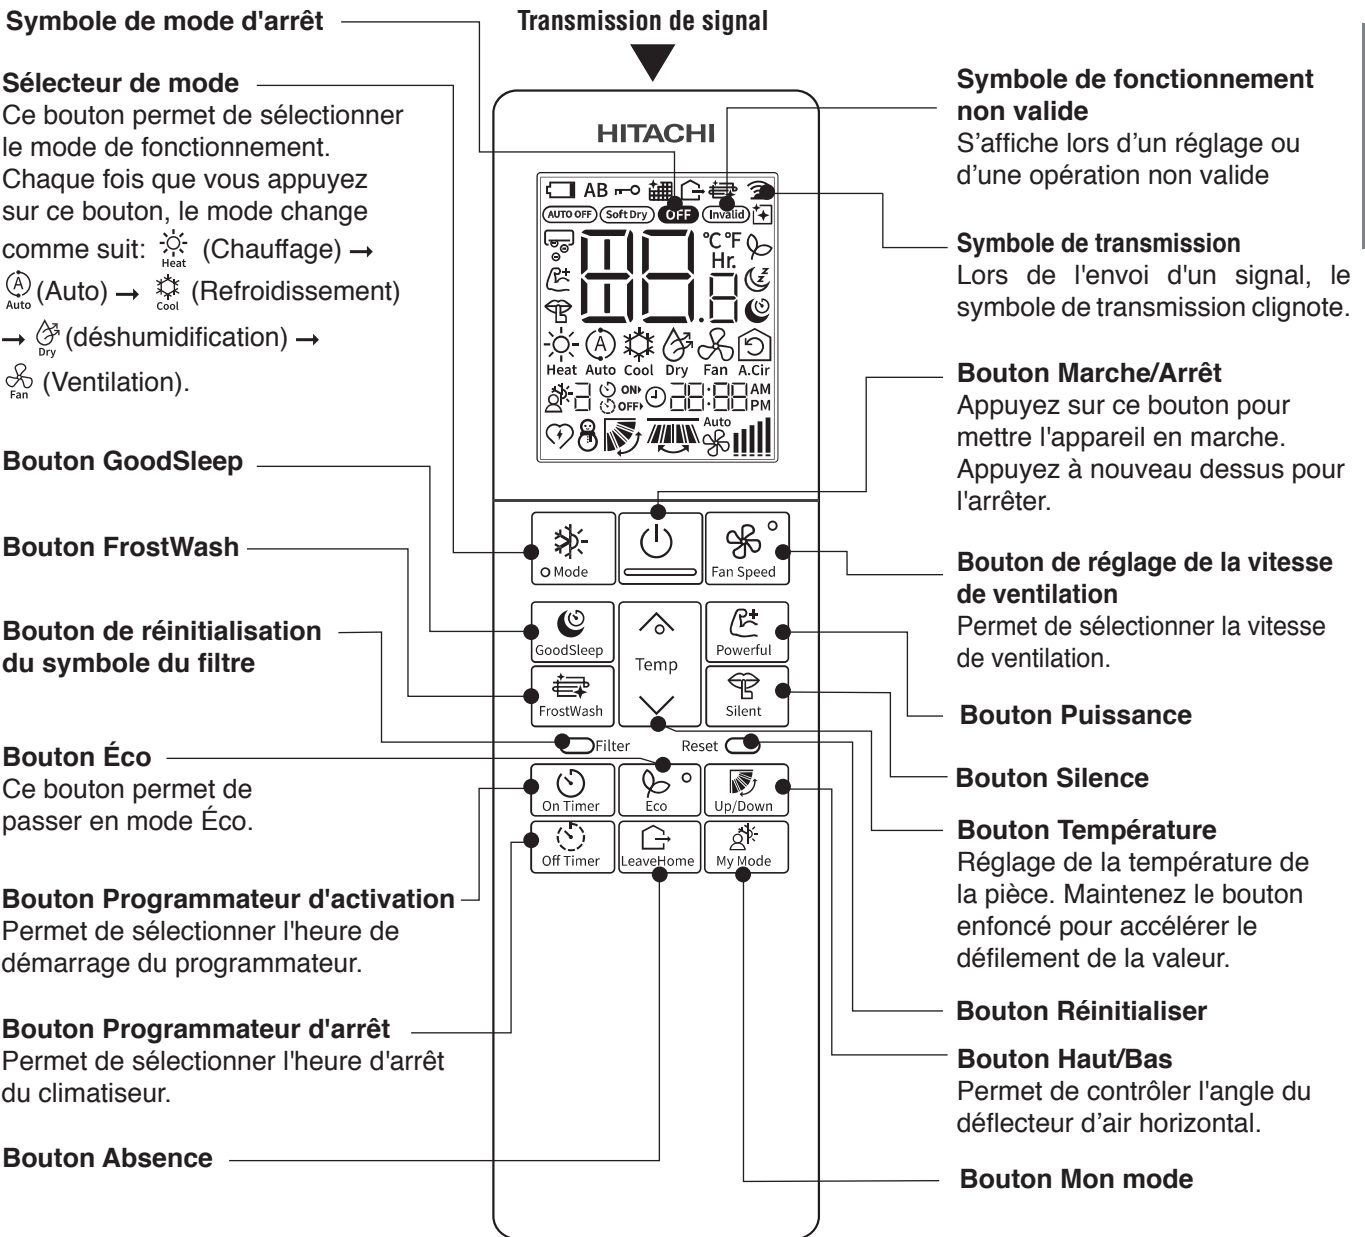 Symbole de mode d'arrêt
Transmission de signal
Sélecteur de mode
Ce bouton permet de sélectionner
le mode de fonctionnement.
Chaque fois que vous appuyez
sur ce bouton, le mode change
comme suit: Heat (Chauffage) →
Auto (Auto) → Cool (Refroidissement)
→ Dry (déshumidification) →
Fan (Ventilation).
Bouton GoodSleep
Bouton FrostWash
Bouton de réinitialisation
du symbole du filtre
Bouton Éco
Ce bouton permet de
passer en mode Éco.
Bouton Programmateur d'activation
Permet de sélectionner l'heure de
démarrage du programmateur.
Bouton Programmateur d'arrêt
Permet de sélectionner l'heure d'arrêt
du climatiseur.
Bouton Absence
HITACHI
AB
AUTO OFF Soft Dry OFF Invalid
°C °F
Hr.
Heat Auto Cool Dry Fan A.Cir
ON AM
OFF PM
Auto
Mode Fan Speed
GoodSleep Temp Powerful
FrostWash Silent
Filter Reset
On Timer Eco Up/Down
Off Timer LeaveHome My Mode
Symbole de fonctionnement
non valide
S’affiche lors d’un réglage ou
d’une opération non valide
Symbole de transmission
Lors de l'envoi d'un signal, le
symbole de transmission clignote.
Bouton Marche/Arrêt
Appuyez sur ce bouton pour
mettre l'appareil en marche.
Appuyez à nouveau dessus pour
l'arrêter.
Bouton de réglage de la vitesse
de ventilation
Permet de sélectionner la vitesse
de ventilation.
Bouton Puissance
Bouton Silence
Bouton Température
Réglage de la température de
la pièce. Maintenez le bouton
enfoncé pour accélérer le
défilement de la valeur.
Bouton Réinitialiser
Bouton Haut/Bas
Permet de contrôler l'angle du
déflecteur d’air horizontal.
Bouton Mon mode